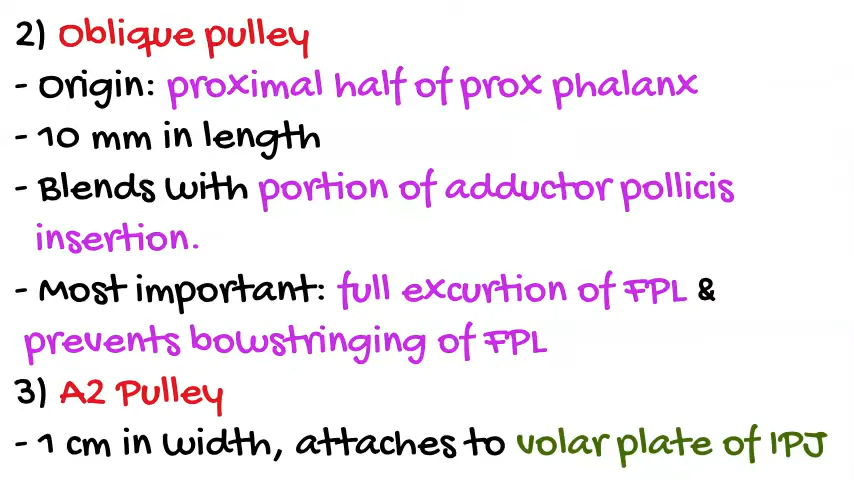 2) Oblique pulley
- Origin: proximal half of prox phalanx
- 10 mm in length
- Blends with portion of adductor pollicis
insertion.
- Most important: full excurtion of FPL &
prevents bowstringing of FPL
3) A2 Pulley
- 1 cm in width, attaches to volar plate of IPJ